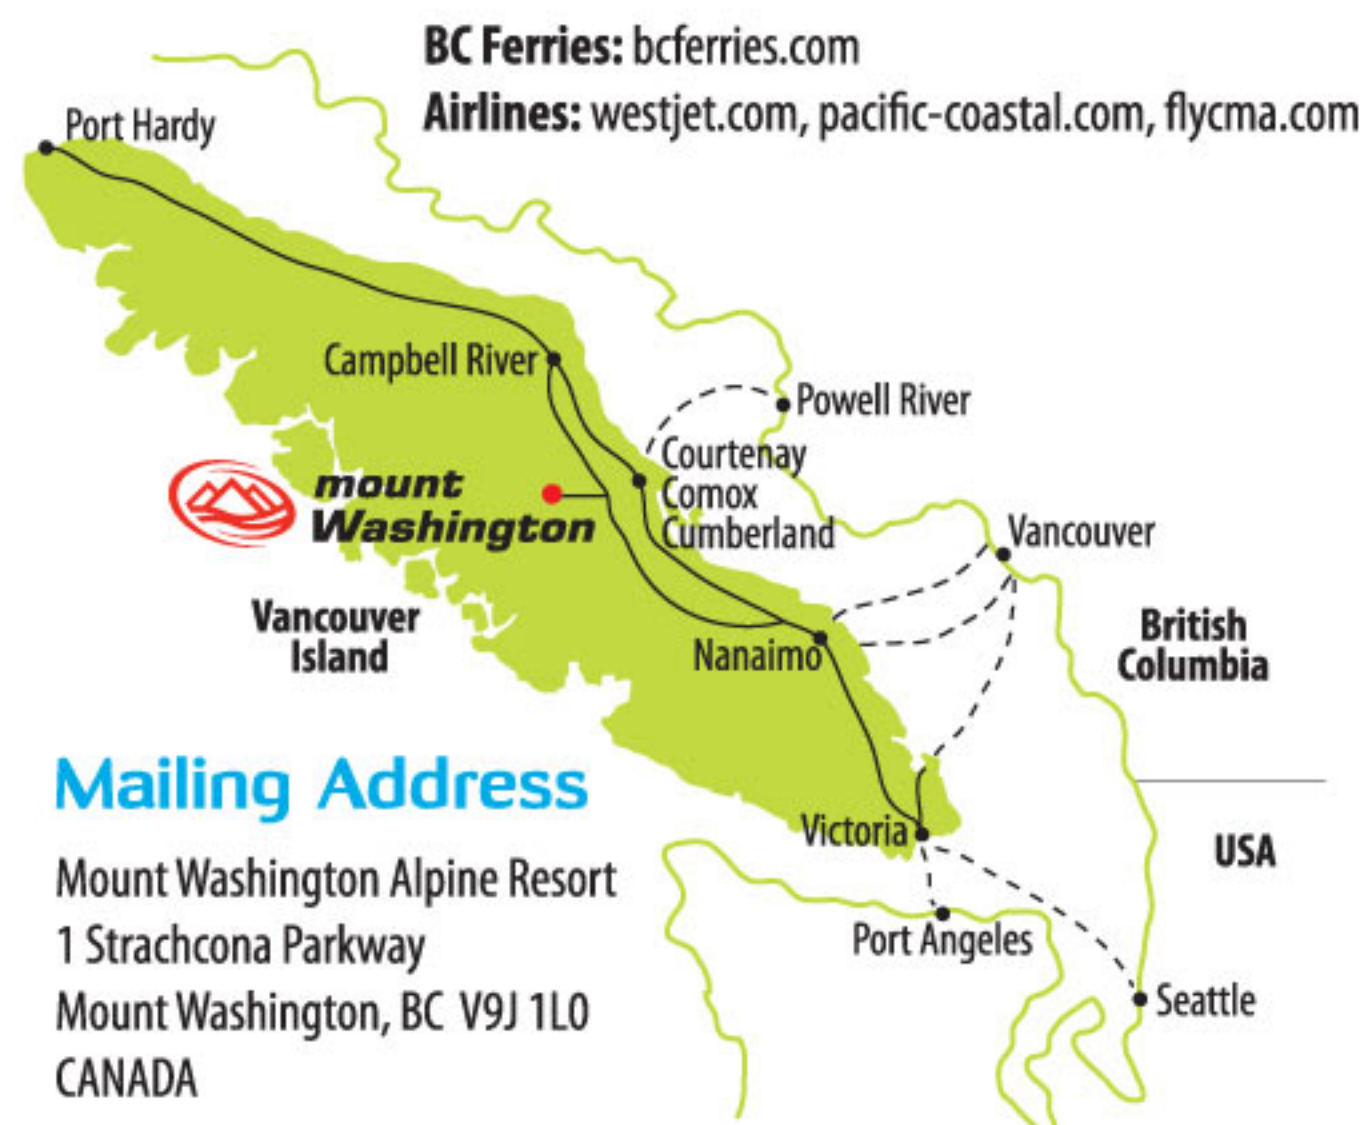 BC Ferries: bcferries.com
Airlines: westjet.com, pacific-coastal.com, flycma.com
Port Hardy
Campbell River
Powell River
Courtenay
Comox
Cumberland
mount
Washington
Vancouver
Vancouver
Island
British
Columbia
Nanaimo
Mailing Address
Victoria
USA
Mount Washington Alpine Resort
1 Strachcona Parkway
Port Angeles
Mount Washington, BC V9J 1L0
Seattle
CANADA